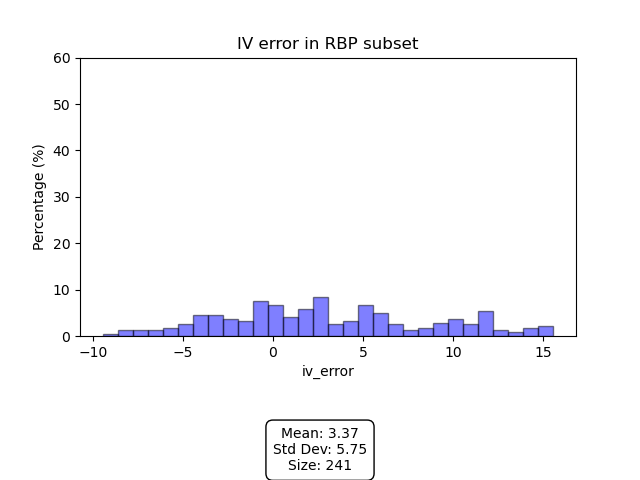 IV error in RBP subset
60
50
40
30
20
10
0
Percentage (%)
−10
−5
0
5
10
15
iv_error
Mean: 3.37
Std Dev: 5.75
Size: 241